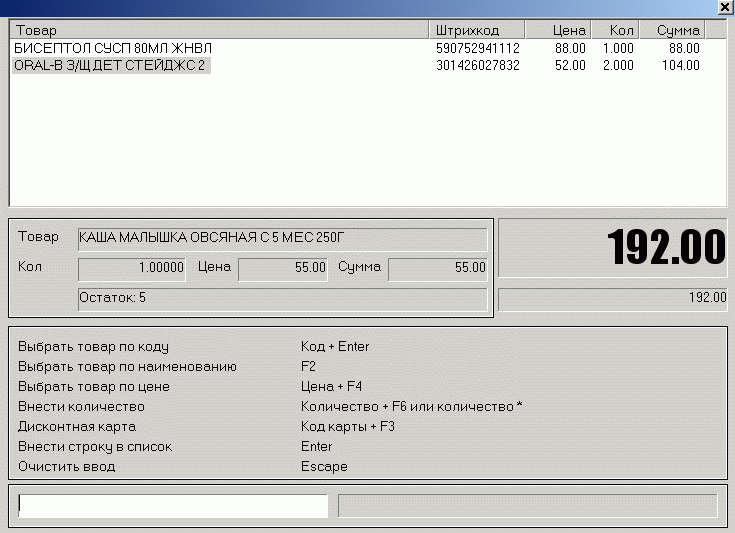 Товар Штрихкод Цена Кол Сумма
БИСЕПТОЛ СУСП 80МЛ ЖНВЛ 590752941112 88.00 1.000 88.00
ORAL-B З/Щ ДЕТ СТЕЙДЖС 2 301426027832 52.00 2.000 104.00
Товар КАША МАЛЫШКА ОВСЯНАЯ С 5 МЕС 250Г
192.00
Кол 1.00000 Цена 55.00 Сумма 55.00
Остаток: 5
192.00
Выбрать товар по коду Код + Enter
Выбрать товар по наименованию F2
Выбрать товар по цене Цена + F4
Внести количество Количество + F6 или количество *
Дисконтная карта Код карты + F3
Внести строку в список Enter
Очистить ввод Escape